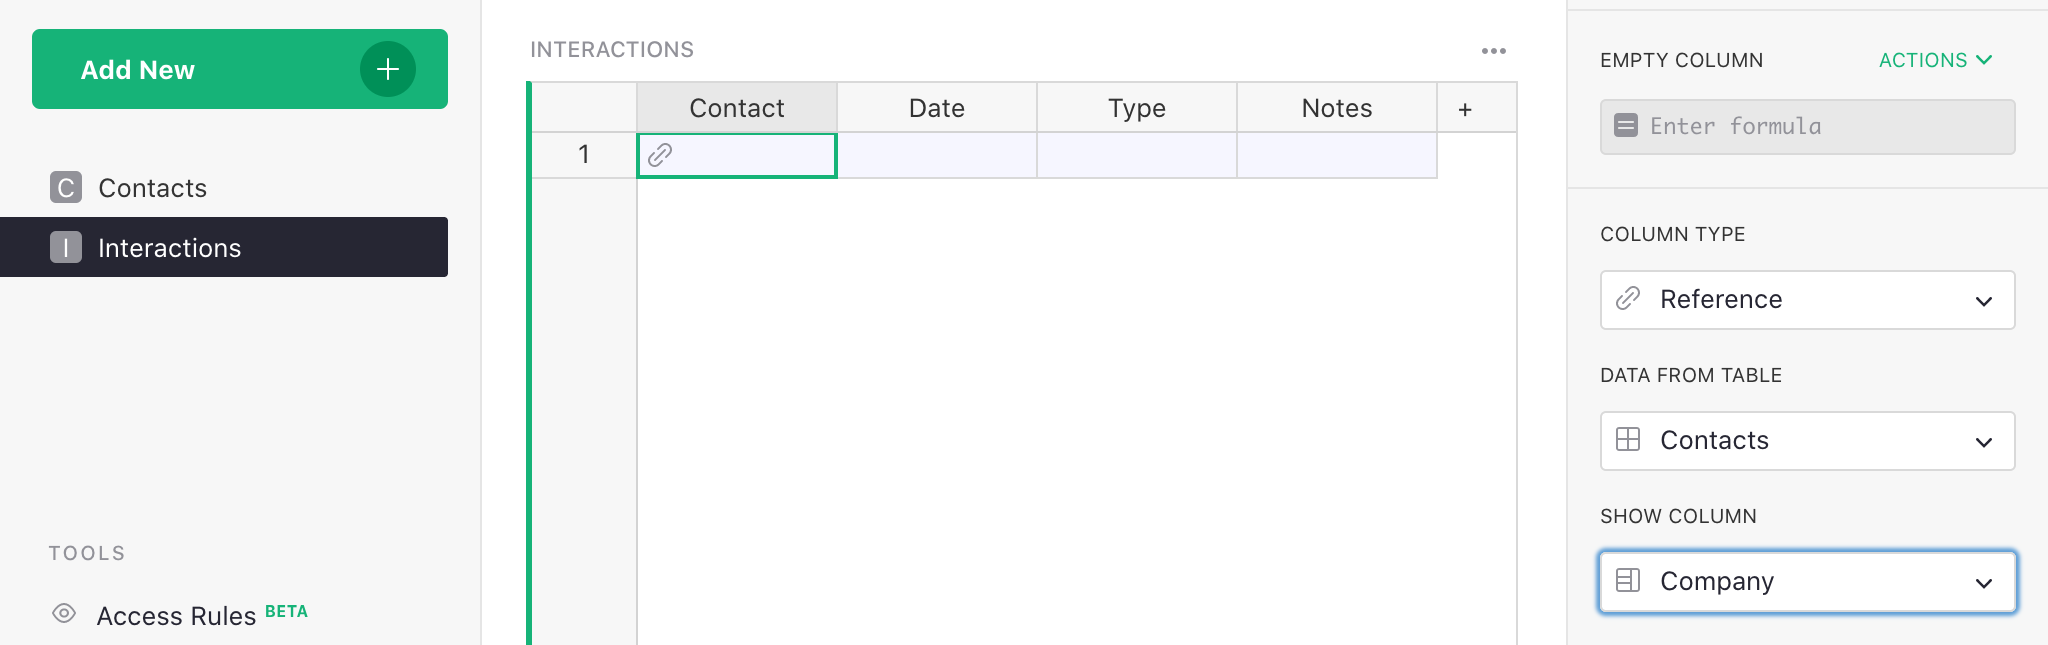 Add New
C Contacts
I Interactions
TOOLS
Access Rules BETA
INTERACTIONS
Contact Date Type Notes +
1
EMPTY COLUMN ACTIONS
Enter formula
COLUMN TYPE
Reference
DATA FROM TABLE
Contacts
SHOW COLUMN
Company